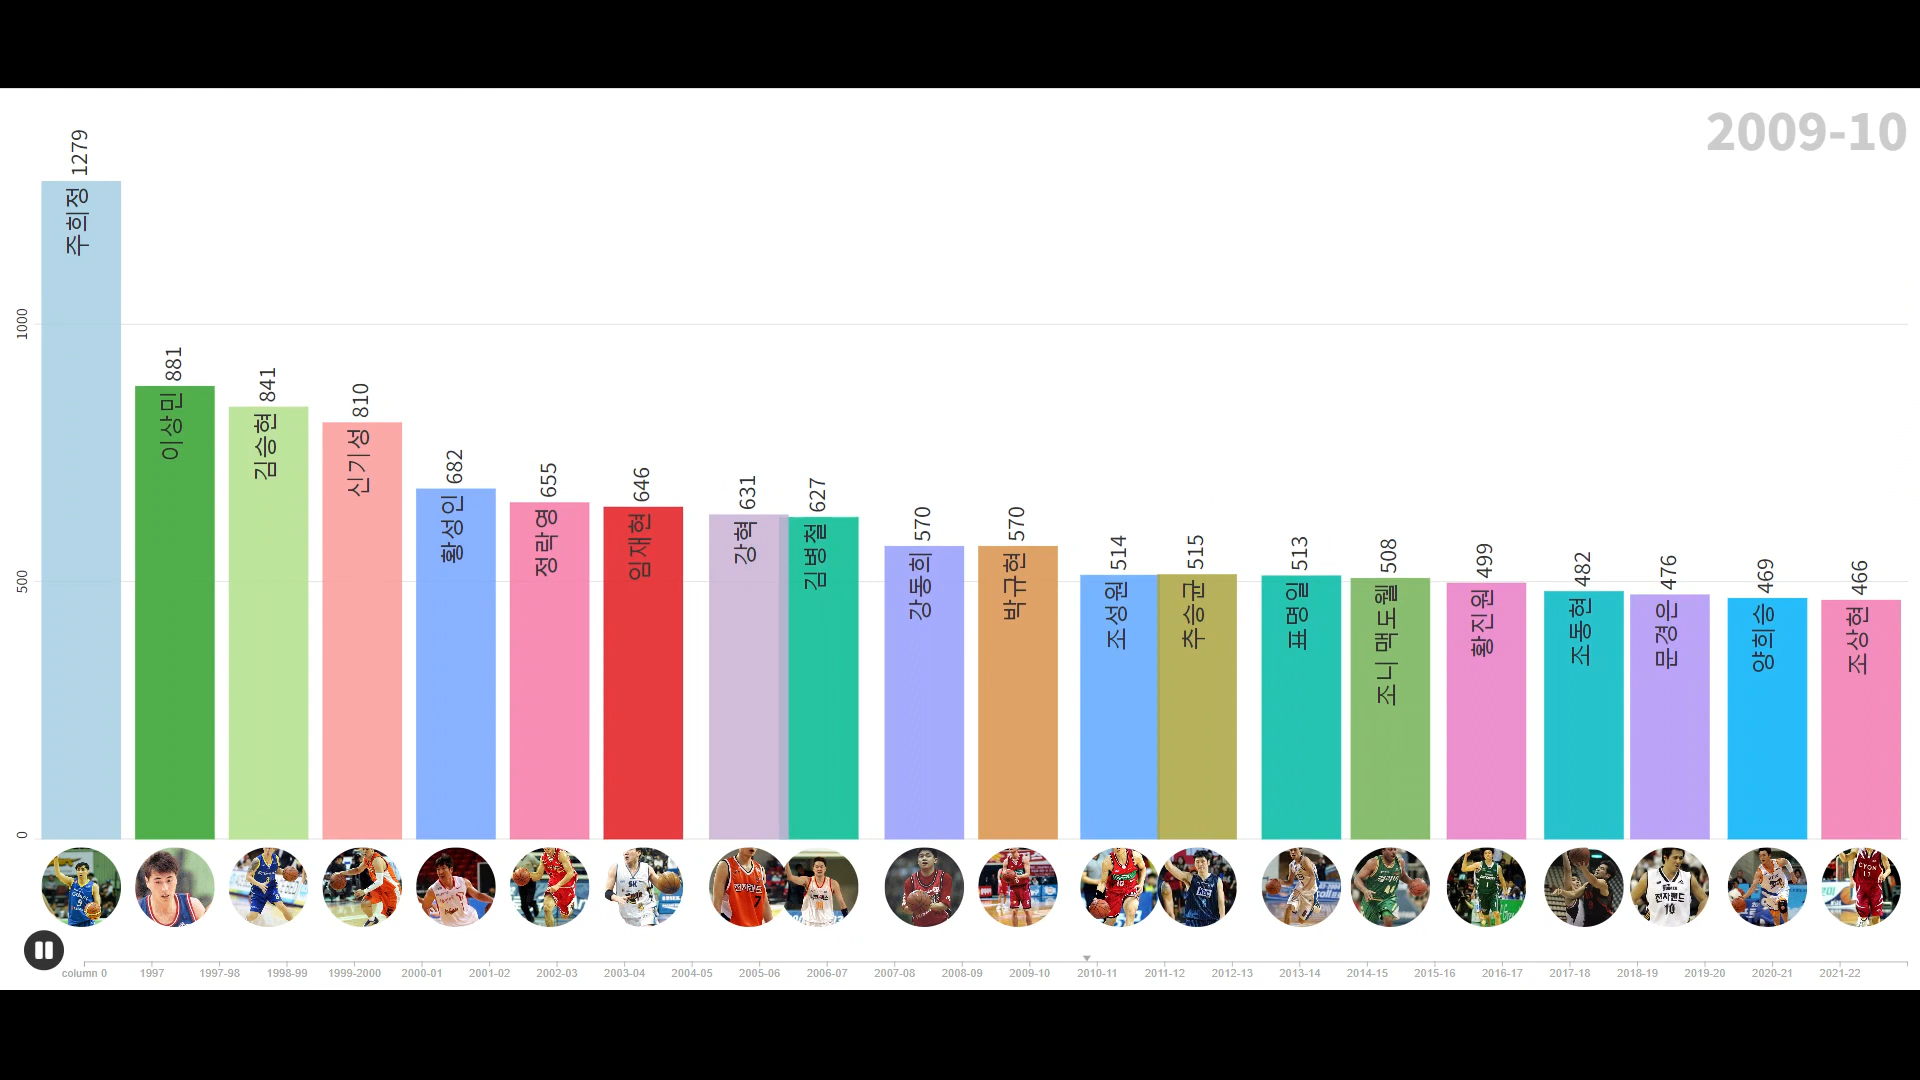 2009-10
주희정 1279
이상민 881
김승현 841
신기성 810
황성인 682
정락영 655
임재현 646
강혁 631
김병철 627
강동희 570
박규현 570
조성원 514
추승균 515
표명일 513
조니 맥도웰 508
황진원 499
조동현 482
문경은 476
양희승 469
조상현 466
1000
500
0
column 0 1997 1997-98 1998-99 1999-2000 2000-01 2001-02 2002-03 2003-04 2004-05 2005-06 2006-07 2007-08 2008-09 2009-10 2010-11 2011-12 2012-13 2013-14 2014-15 2015-16 2016-17 2017-18 2018-19 2019-20 2020-21 2021-22